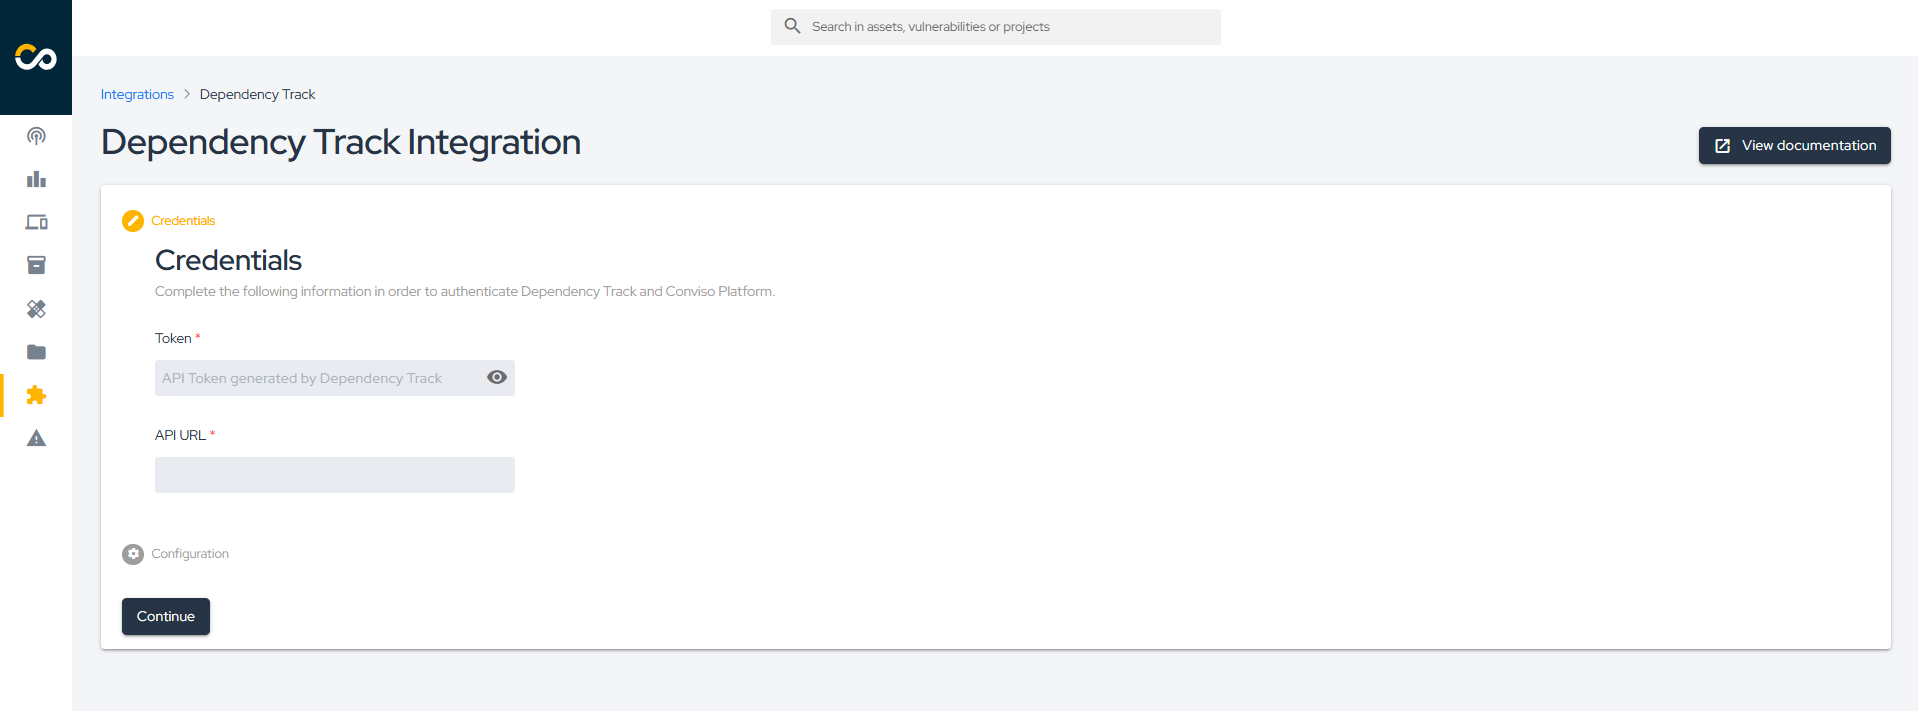 Search in assets, vulnerabilities or projects
Integrations > Dependency Track
Dependency Track Integration
View documentation
Credentials
Credentials
Complete the following information in order to authenticate Dependency Track and Conviso Platform.
Token *
API Token generated by Dependency Track
API URL *
Configuration
Continue